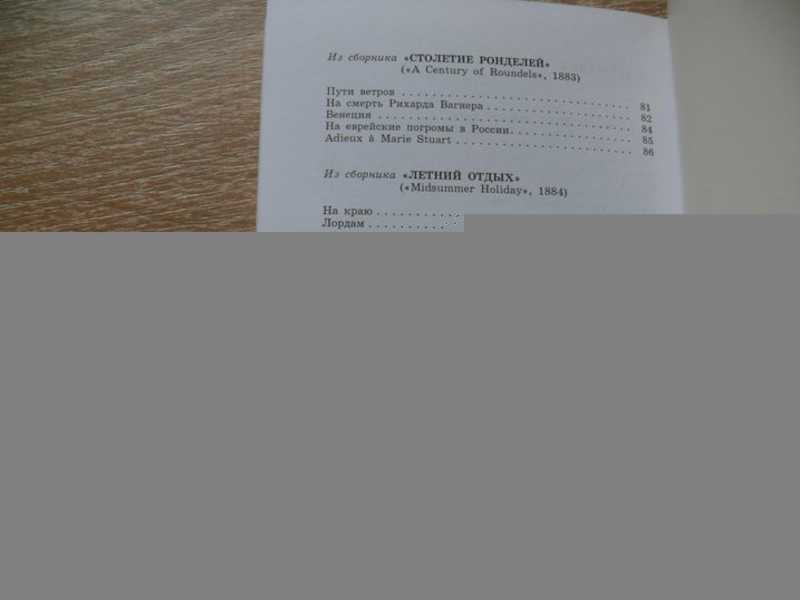 Из сборника «СТОЛЕТИЕ РОНДЕЛЕЙ»
(«A Century of Roundels», 1883)
Пути ветров . . . . . . . . . . . . . . . . . . . . . . . . . . . . . . 81
На смерть Рихарда Вагнера . . . . . . . . . . . . . . . . . . . 82
Венеция . . . . . . . . . . . . . . . . . . . . . . . . . . . . . . . . . 84
На еврейские погромы в России. . . . . . . . . . . . . . . . 85
Adieux à Marie Stuart . . . . . . . . . . . . . . . . . . . . . . . . 86
Из сборника «ЛЕТНИЙ ОТДЫХ»
(«Midsummer Holiday», 1884)
На краю . . . . . . . . . . . .
Лордам . . . . . . . . . . . .